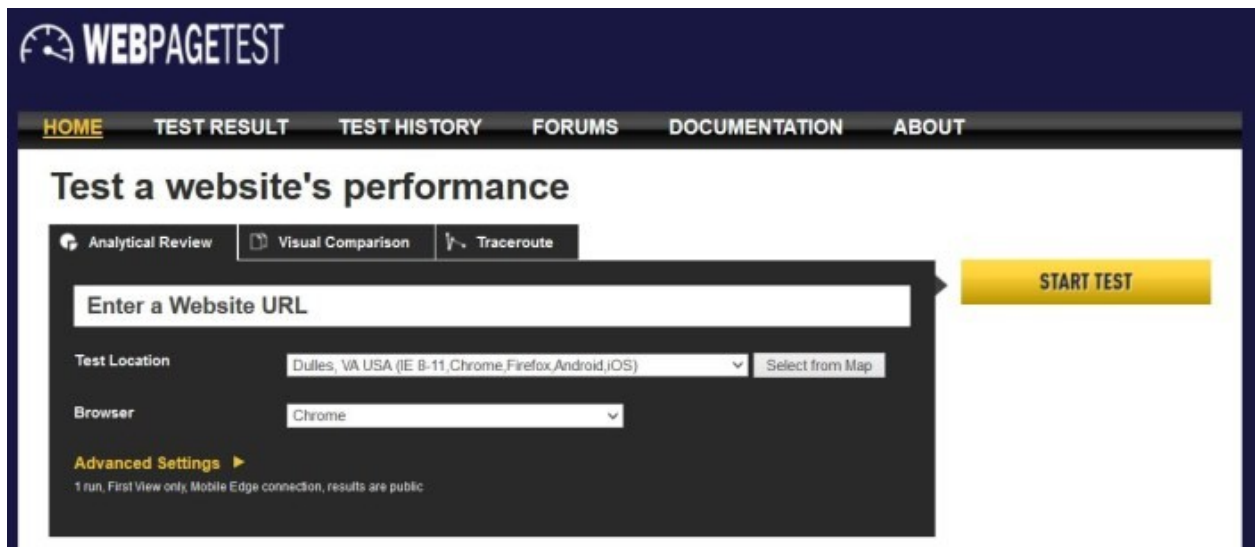 WEBPAGETEST
HOME TEST RESULT TEST HISTORY FORUMS DOCUMENTATION ABOUT
Test a website's performance
Analytical Review Visual Comparison Traceroute
START TEST
Enter a Website URL
Test Location Dulles, VA USA (IE 8-11,Chrome,Firefox,Android,iOS) Select from Map
Browser Chrome
Advanced Settings
1 run, First View only, Mobile Edge connection, results are public